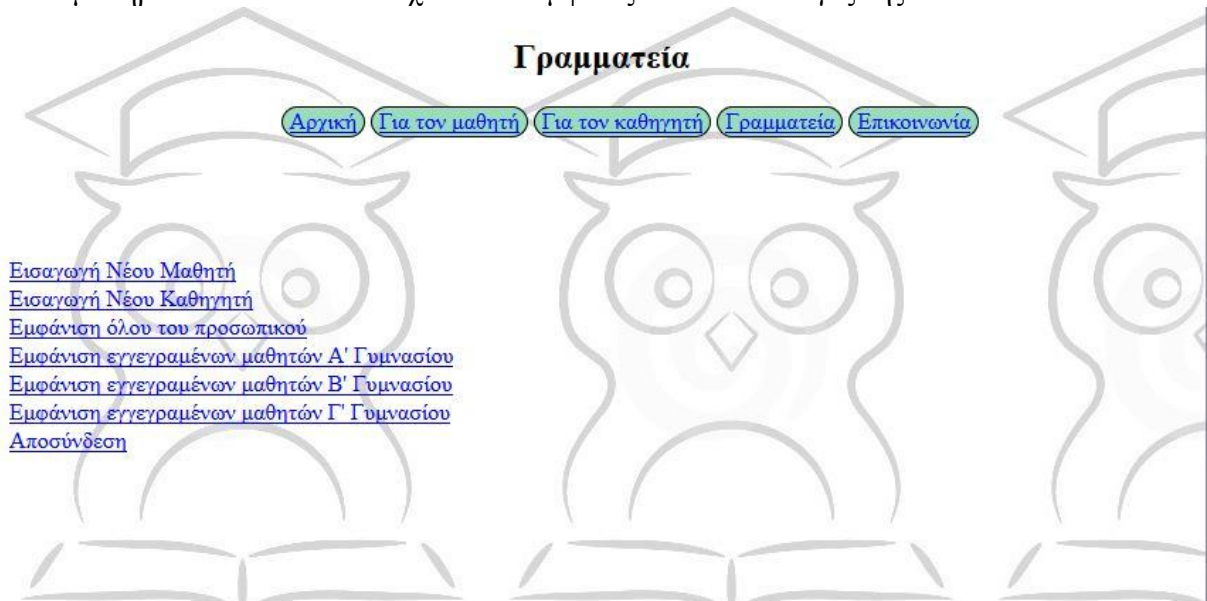 Γραμματεία
Αρχική Για τον μαθητή Για τον καθηγητή Γραμματεία Επικοινωνία
Εισαγωγή Νέου Μαθητή
Εισαγωγή Νέου Καθηγητή
Εμφάνιση όλου του προσωπικού
Εμφάνιση εγγεγραμένων μαθητών Α' Γυμνασίου
Εμφάνιση εγγεγραμένων μαθητών Β' Γυμνασίου
Εμφάνιση εγγεγραμένων μαθητών Γ' Γυμνασίου
Αποσύνδεση